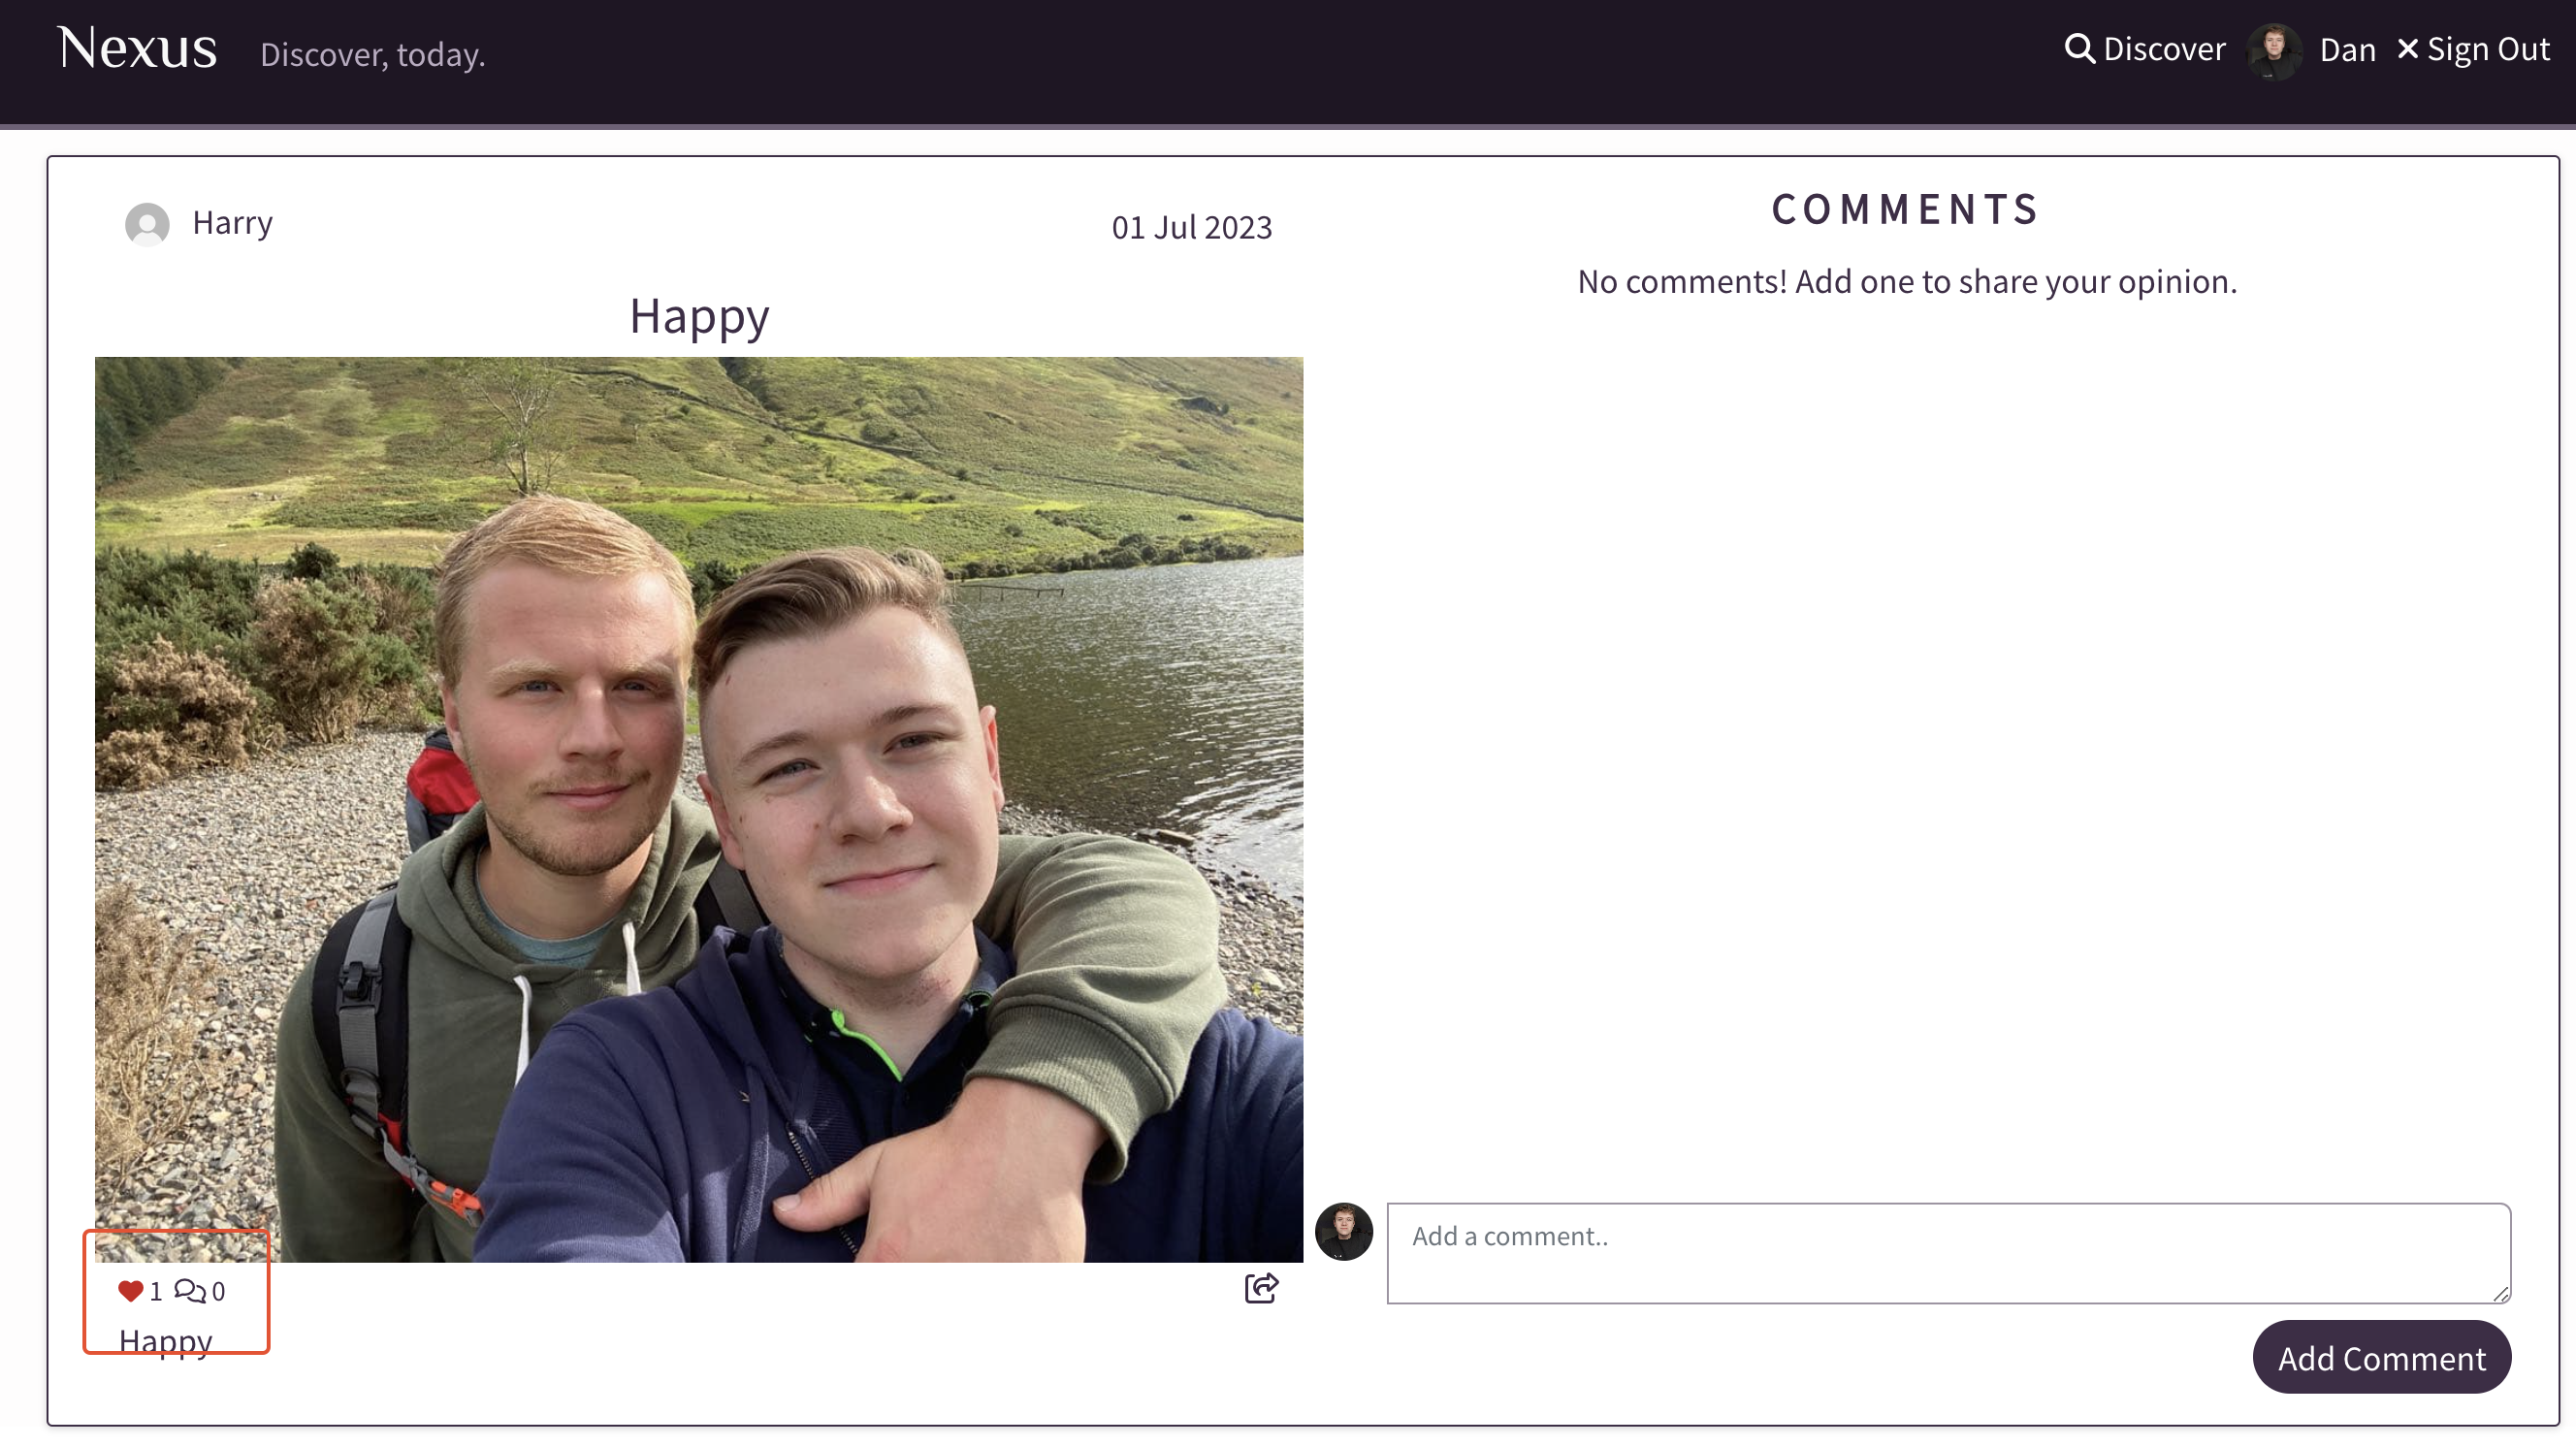 Nexus Discover, today. Discover Dan Sign Out
Harry 01 Jul 2023
Happy
COMMENTS
No comments! Add one to share your opinion.
1 0
Happy
Add a comment..
Add Comment